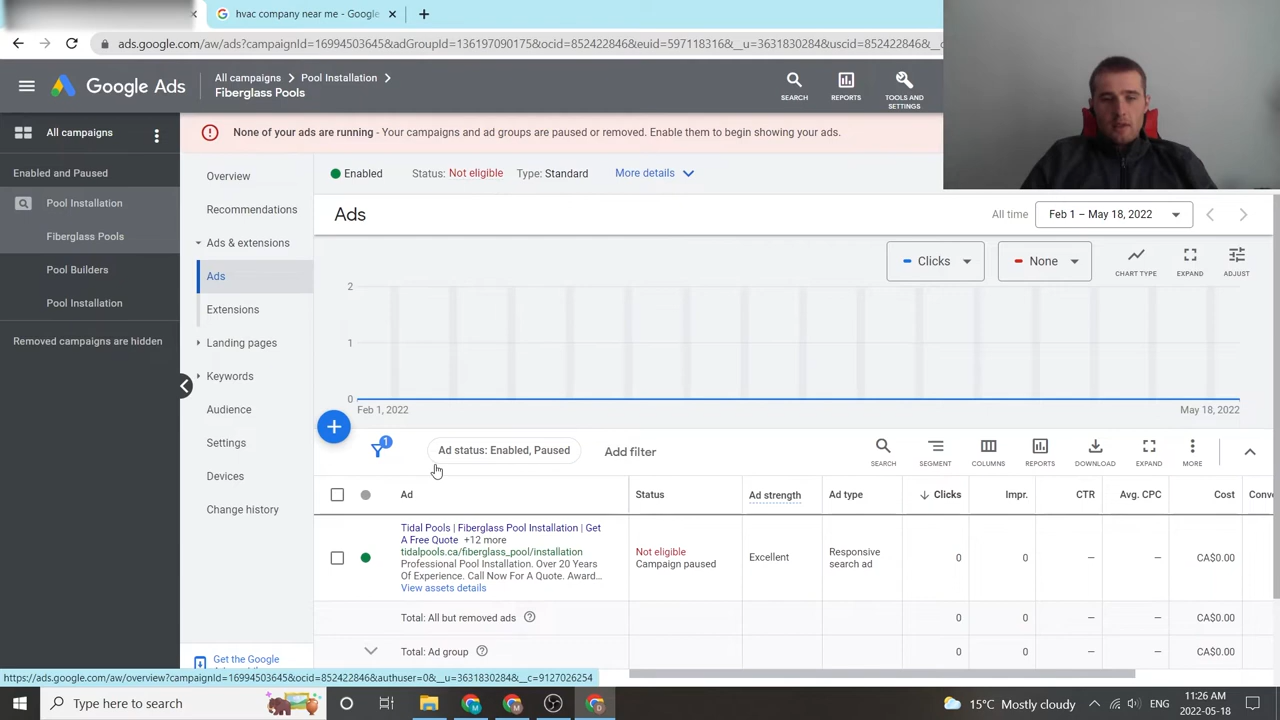 hvac company near me - Google
ads.google.com/aw/ads?campaignId=16994503645&adGroupId=136197090175&ocid=852422846&euid=597118316&__u=3631830284&uscid=852422846&__c
Google Ads
All campaigns
Pool Installation
Fiberglass Pools
SEARCH
REPORTS
TOOLS AND
SETTINGS
All campaigns
None of your ads are running - Your campaigns and ad groups are paused or removed. Enable them to begin showing your ads.
Enabled and Paused
Pool Installation
Fiberglass Pools
Pool Builders
Pool Installation
Removed campaigns are hidden
Overview
Recommendations
Ads & extensions
Ads
Extensions
Landing pages
Keywords
Audience
Settings
Devices
Change history
Get the Google
Enabled
Status: Not eligible
Type: Standard
More details
Ads
All time
Feb 1 – May 18, 2022
Clicks
None
CHART TYPE
EXPAND
ADJUST
2
1
0
Feb 1, 2022
May 18, 2022
1
Ad status: Enabled, Paused
Add filter
SEARCH
SEGMENT
COLUMNS
REPORTS
DOWNLOAD
EXPAND
MORE
Ad
Status
Ad strength
Ad type
Clicks
Impr.
CTR
Avg. CPC
Cost
Conv
Tidal Pools | Fiberglass Pool Installation | Get
A Free Quote +12 more
tidalpools.ca/fiberglass_pool/installation
Professional Pool Installation. Over 20 Years
Of Experience. Call Now For A Quote. Award...
View assets details
Not eligible
Campaign paused
Excellent
Responsive
search ad
0
0
–
–
CA$0.00
Total: All but removed ads
0
0
–
–
CA$0.00
Total: Ad group
0
0
–
–
CA$0.00
https://ads.google.com/aw/overview?campaignId=16994503645&ocid=852422846&authuser=0&__u=3631830284&__c=9127026254
Type here to search
15°C Mostly cloudy
ENG
11:26 AM
2022-05-18